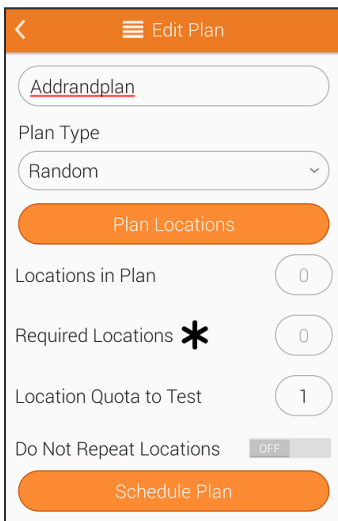 Edit Plan
Addrandplan
Plan Type
Random
Plan Locations
Locations in Plan 0
Required Locations * 0
Location Quota to Test 1
Do Not Repeat Locations OFF
Schedule Plan